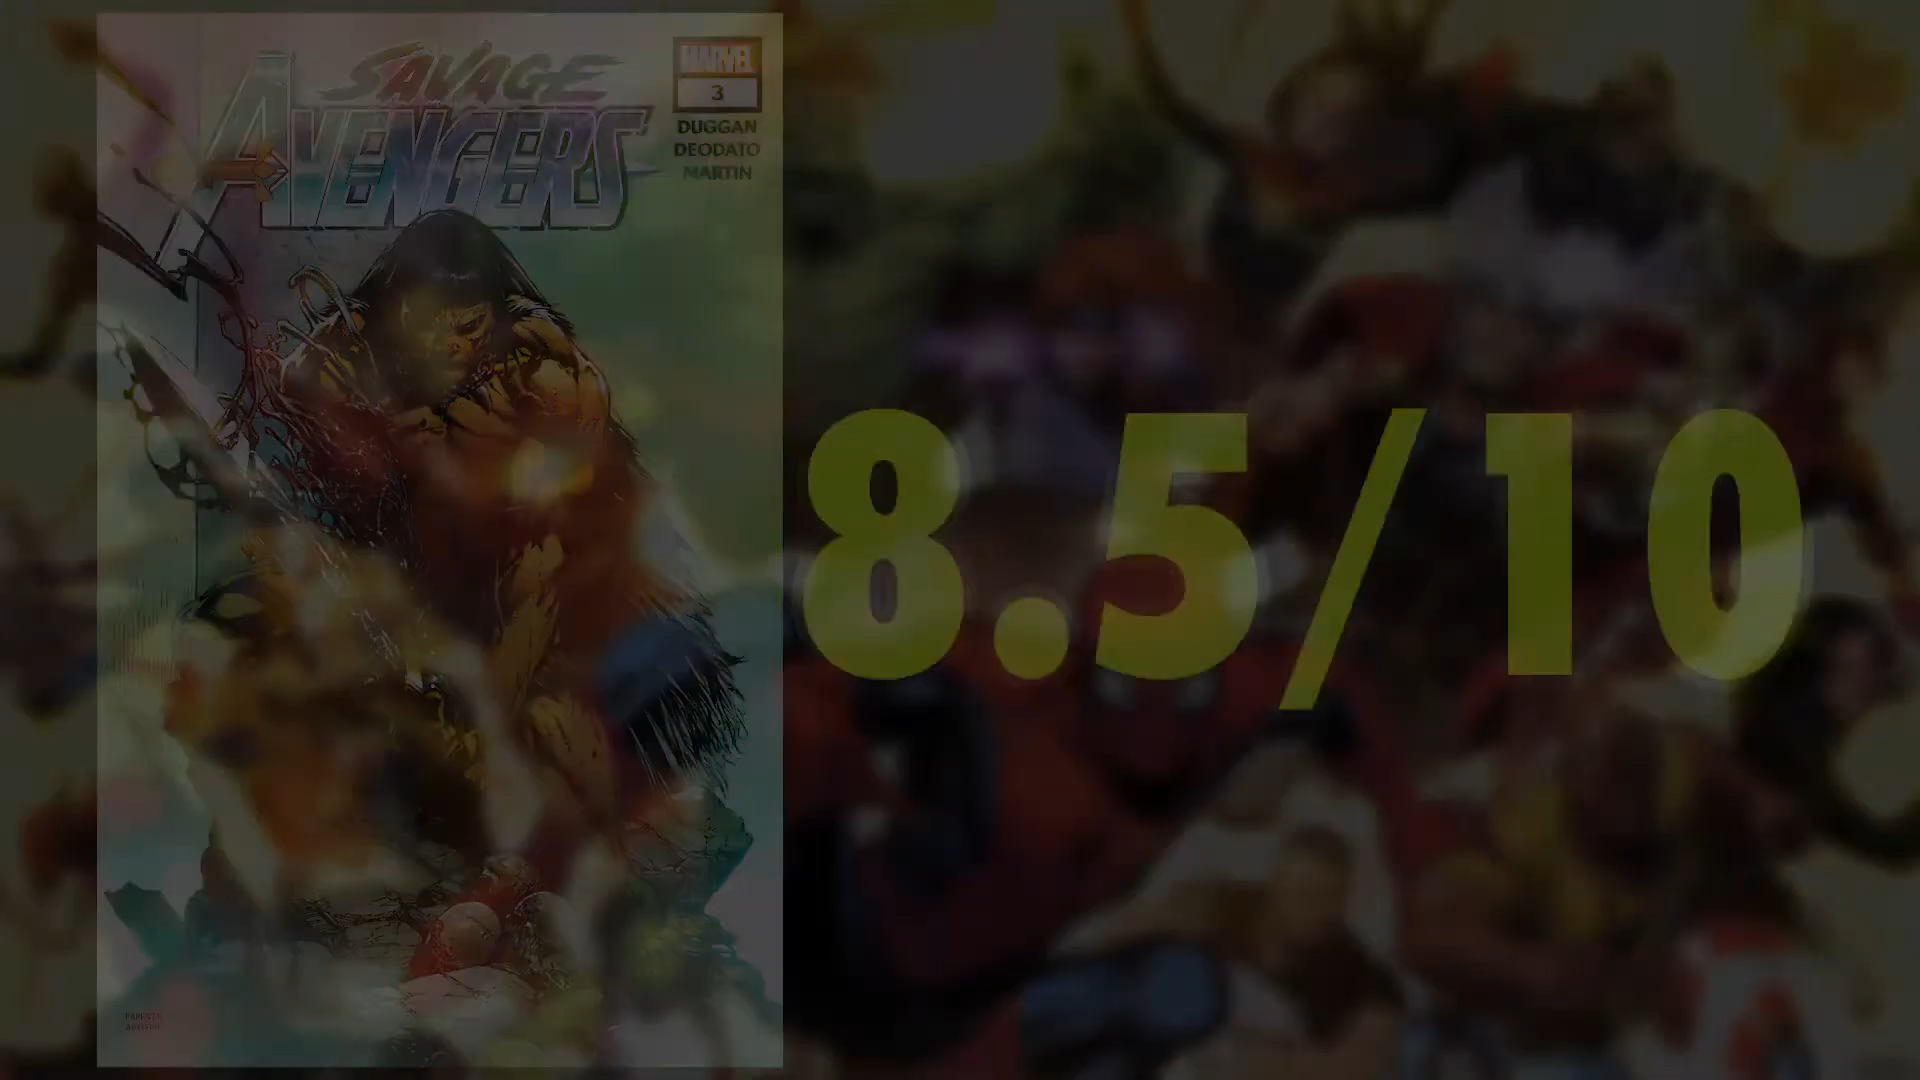 SAVAGE
AVENGERS
MARVEL
3
DUGGAN
DEODATO
MARTIN
8.5/10